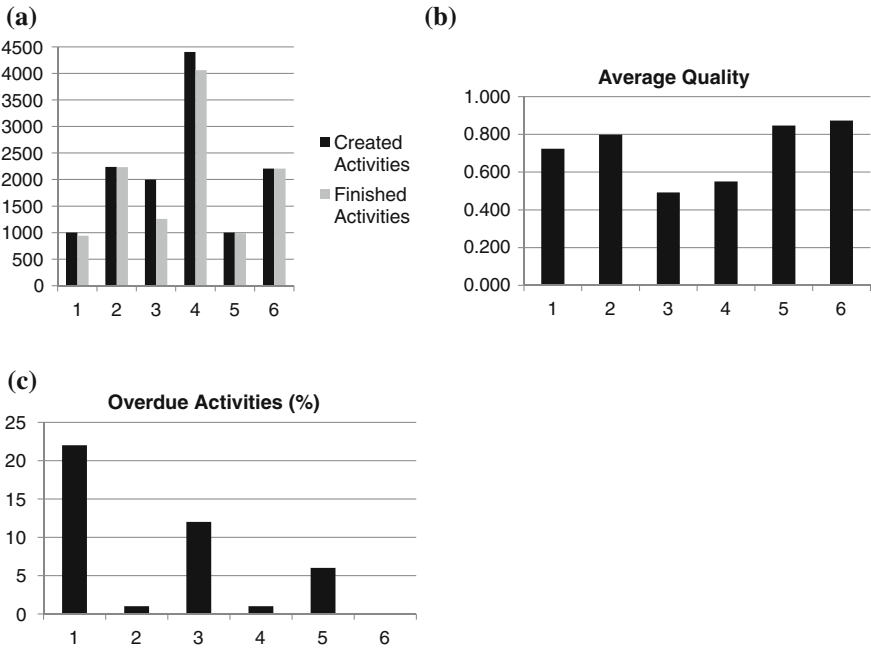 (a)
4500
4000
3500
3000
2500
2000
1500
1000
500
0
1 2 3 4 5 6
Created
Activities
Finished
Activities
(b)
Average Quality
1.000
0.800
0.600
0.400
0.200
0.000
1 2 3 4 5 6
(c)
Overdue Activities (%)
25
20
15
10
5
0
1 2 3 4 5 6